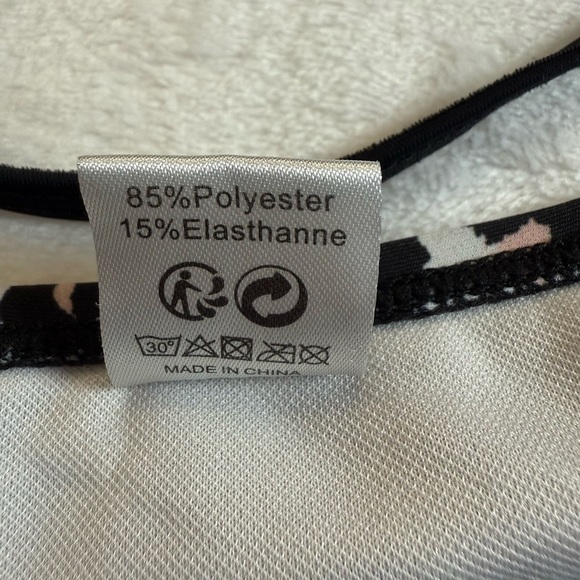 85%Polyester
15%Elasthanne
30°
MADE IN CHINA